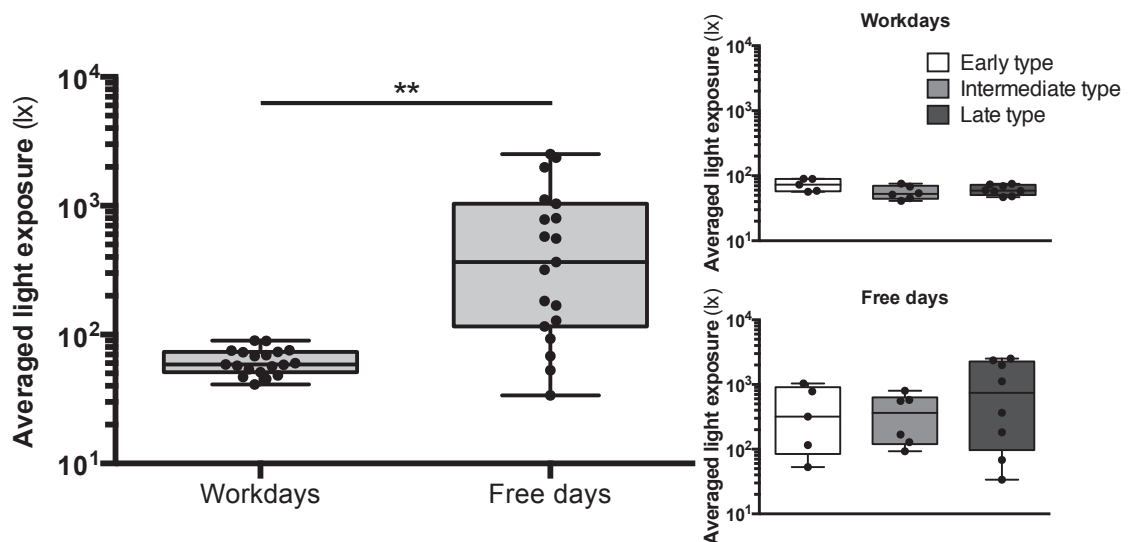 Averaged light exposure (lx)
10⁴
10³
10²
10¹
**
Workdays
Free days
Workdays
Averaged light exposure (lx)
10⁴
10³
10²
10¹
Early type
Intermediate type
Late type
Free days
Averaged light exposure (lx)
10⁴
10³
10²
10¹